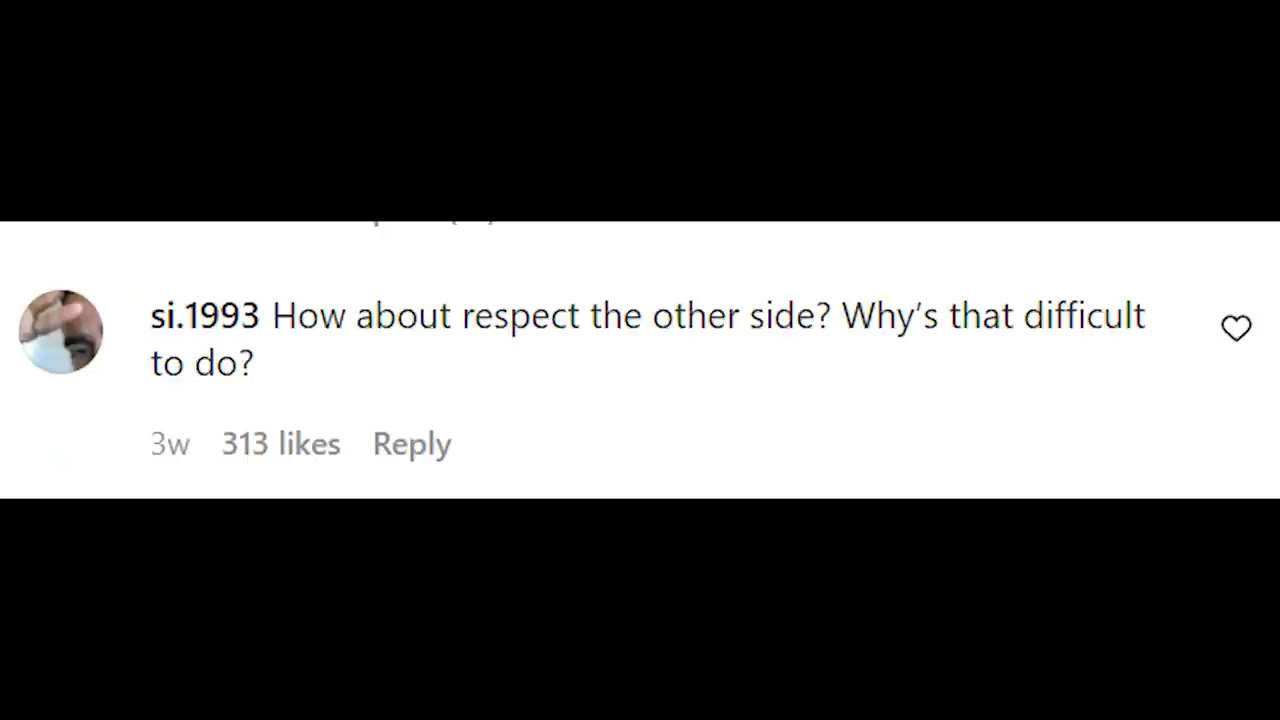 si.1993 How about respect the other side? Why's that difficult
to do?
3w 313 likes Reply